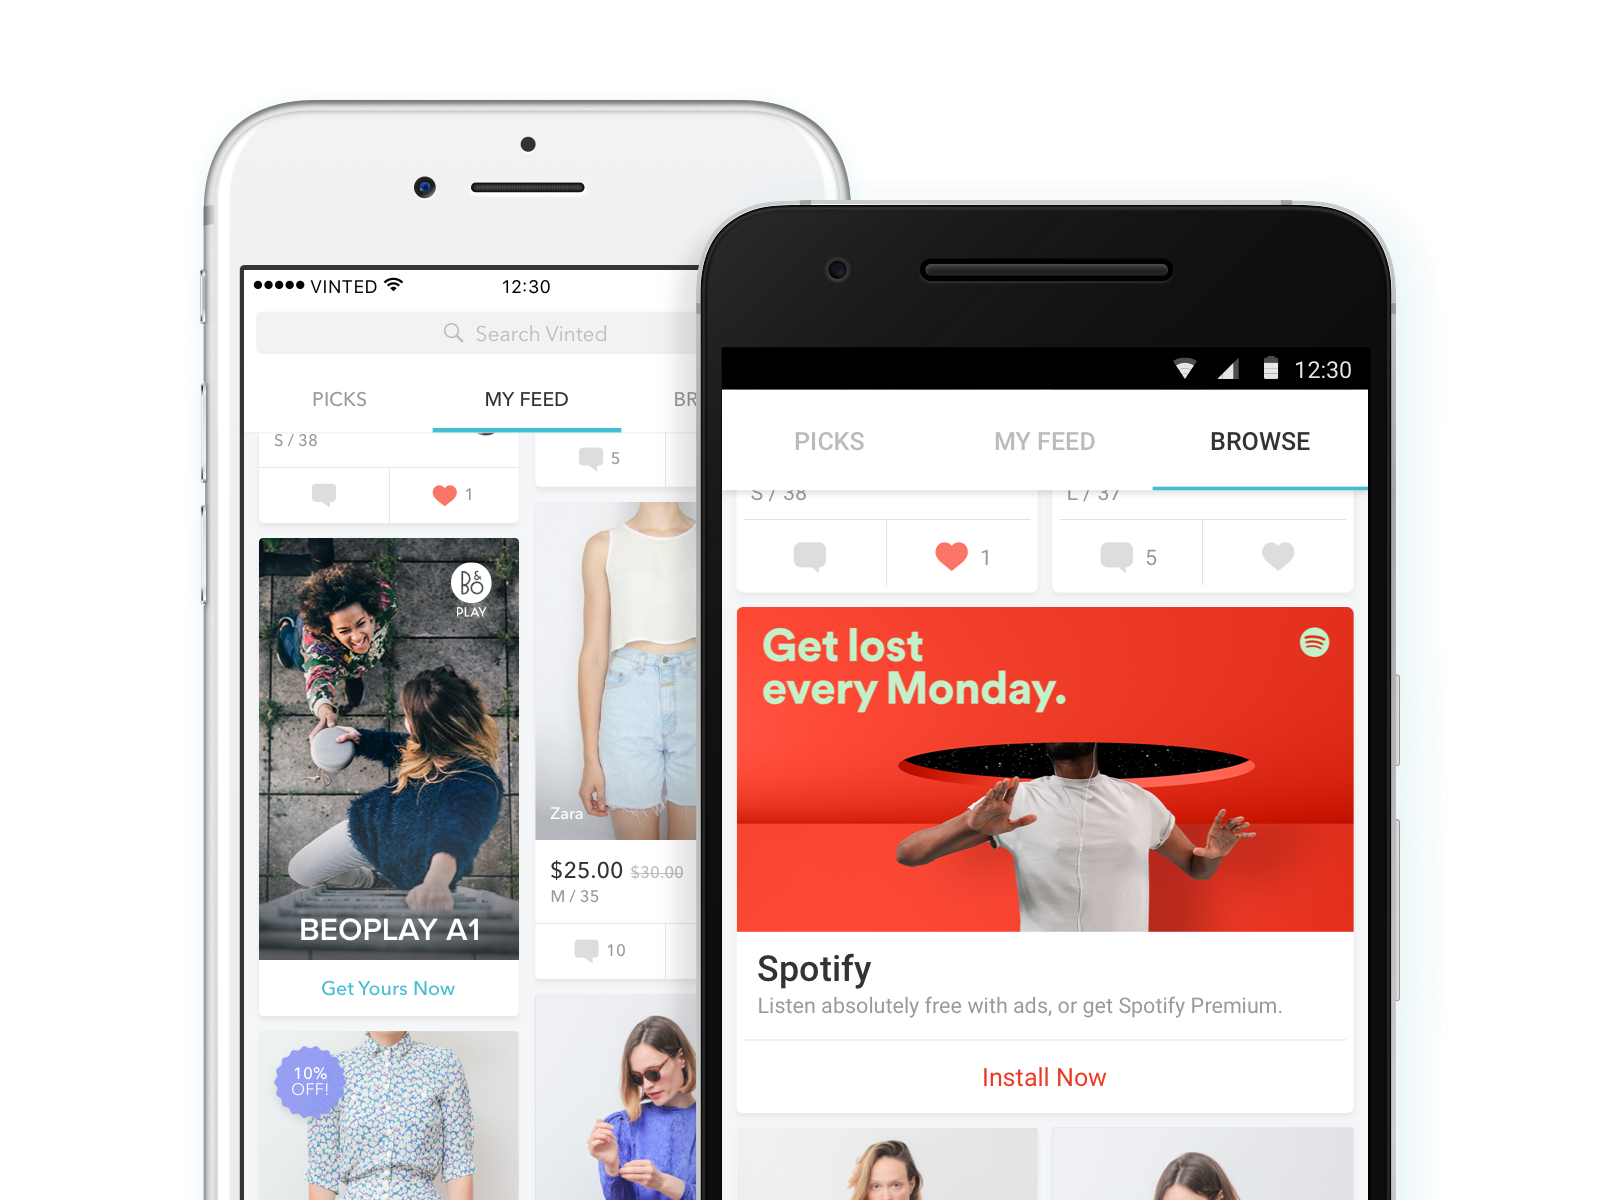 VINTED
12:30
Search Vinted
PICKS
MY FEED
BR
S / 38
1
5
B&O
PLAY
BEOPLAY A1
Get Yours Now
10%
OFF!
Zara
$25.00 $30.00
M / 35
10
12:30
PICKS
MY FEED
BROWSE
S / 38
L / 37
1
5
Get lost
every Monday.
Spotify
Listen absolutely free with ads, or get Spotify Premium.
Install Now